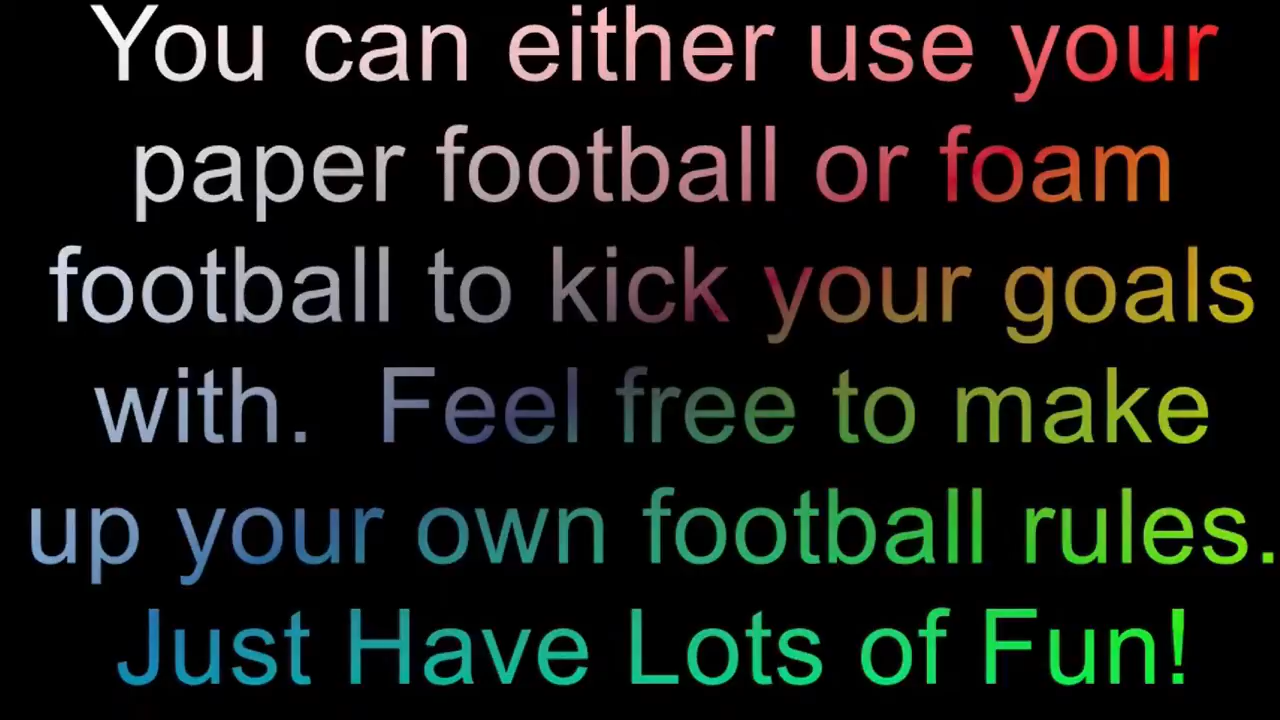 You can either use your
paper football or foam
football to kick your goals
with.  Feel free to make
up your own football rules.
Just Have Lots of Fun!